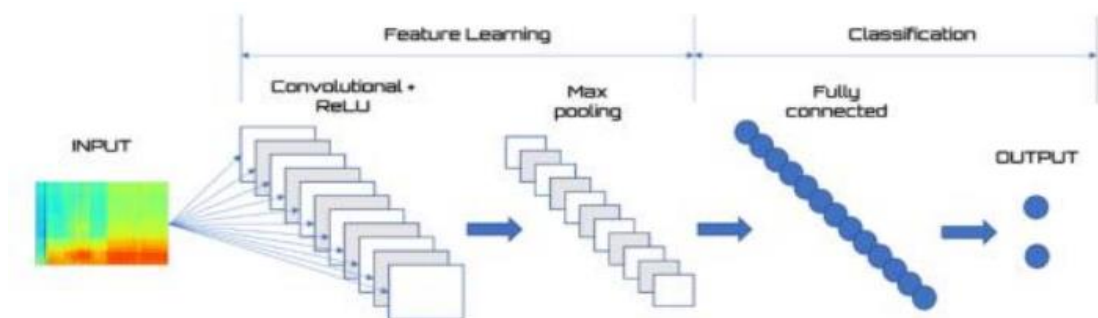 Feature Learning
Classification
Convolutional +
ReLU
Max
pooling
Fully
connected
INPUT
OUTPUT